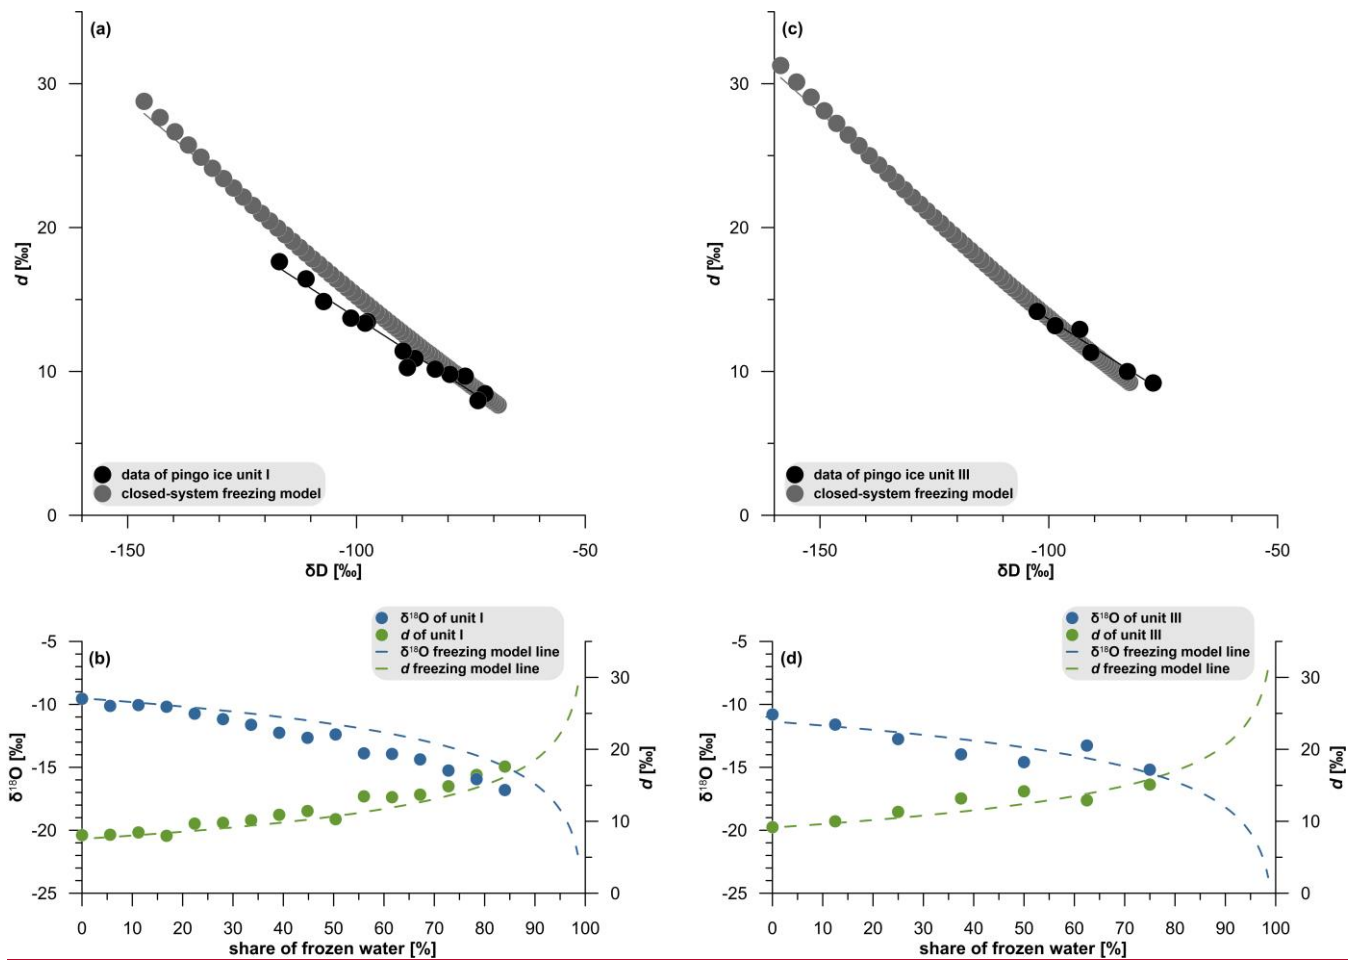 (a)
30
20
10
0
d [‰]
data of pingo ice unit I
closed-system freezing model
-150
-100
-50
δD [‰]
(c)
30
20
10
0
d [‰]
data of pingo ice unit III
closed-system freezing model
-150
-100
-50
δD [‰]
δ¹⁸O of unit I
d of unit I
δ¹⁸O freezing model line
d freezing model line
(b)
-5
-10
-15
-20
-25
δ¹⁸O [‰]
30
20
10
0
d [‰]
0 10 20 30 40 50 60 70 80 90 100
share of frozen water [%]
δ¹⁸O of unit III
d of unit III
δ¹⁸O freezing model line
d freezing model line
(d)
-5
-10
-15
-20
-25
δ¹⁸O [‰]
30
20
10
0
d [‰]
0 10 20 30 40 50 60 70 80 90 100
share of frozen water [%]